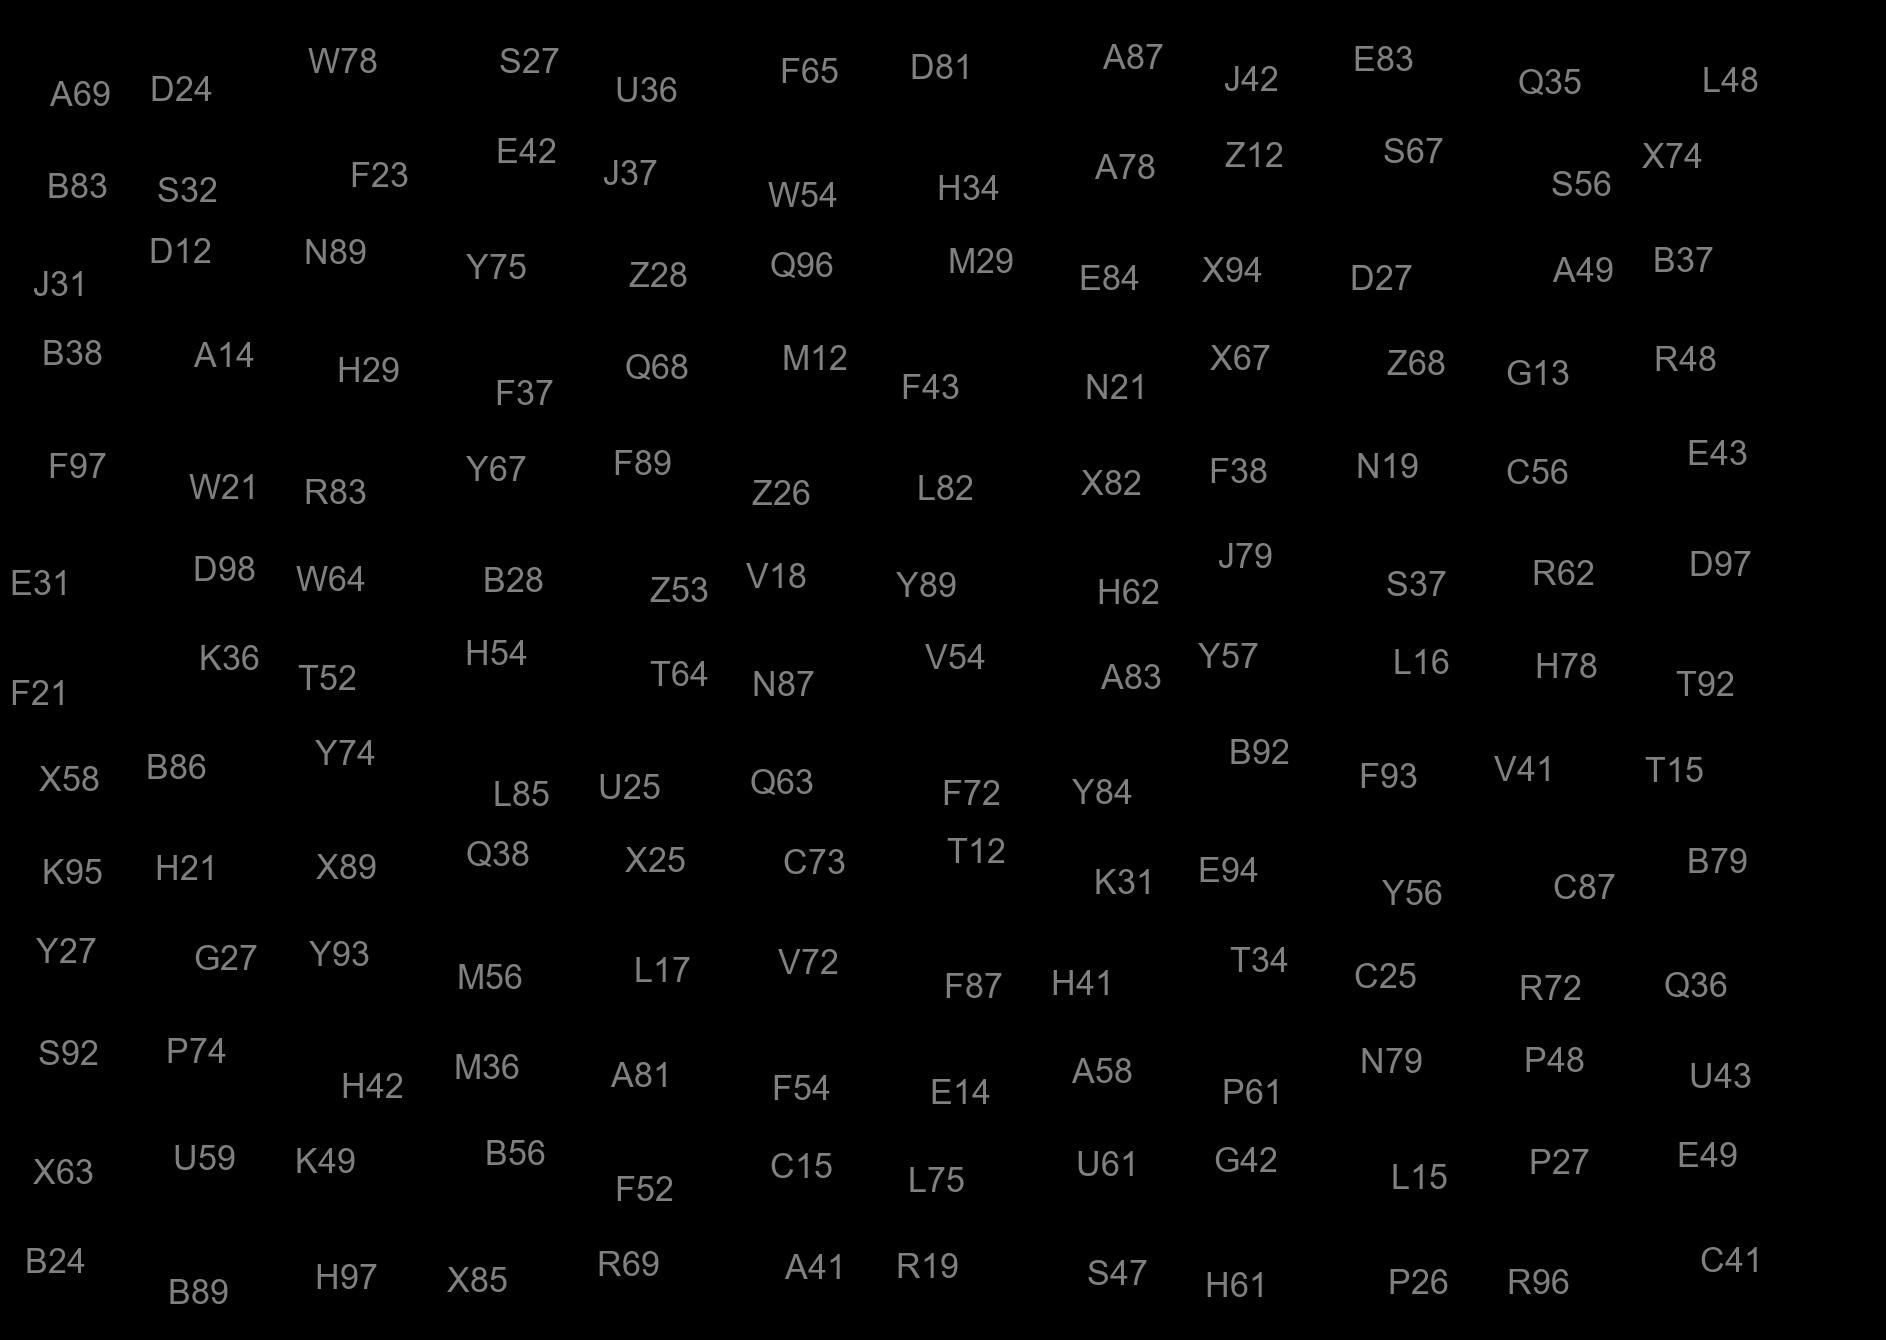 A69 D24 W78 S27 U36 F65 D81 A87 J42 E83 Q35 L48
B83 S32 F23 E42 J37 W54 H34 A78 Z12 S67 S56 X74
J31 D12 N89 Y75 Z28 Q96 M29 E84 X94 D27 A49 B37
B38 A14 H29 F37 Q68 M12 F43 N21 X67 Z68 G13 R48
F97 W21 R83 Y67 F89 Z26 L82 X82 F38 N19 C56 E43
E31 D98 W64 B28 Z53 V18 Y89 H62 J79 S37 R62 D97
F21 K36 T52 H54 T64 N87 V54 A83 Y57 L16 H78 T92
X58 B86 Y74 L85 U25 Q63 F72 Y84 B92 F93 V41 T15
K95 H21 X89 Q38 X25 C73 T12 K31 E94 Y56 C87 B79
Y27 G27 Y93 M56 L17 V72 F87 H41 T34 C25 R72 Q36
S92 P74 H42 M36 A81 F54 E14 A58 P61 N79 P48 U43
X63 U59 K49 B56 F52 C15 L75 U61 G42 L15 P27 E49
B24 B89 H97 X85 R69 A41 R19 S47 H61 P26 R96 C41